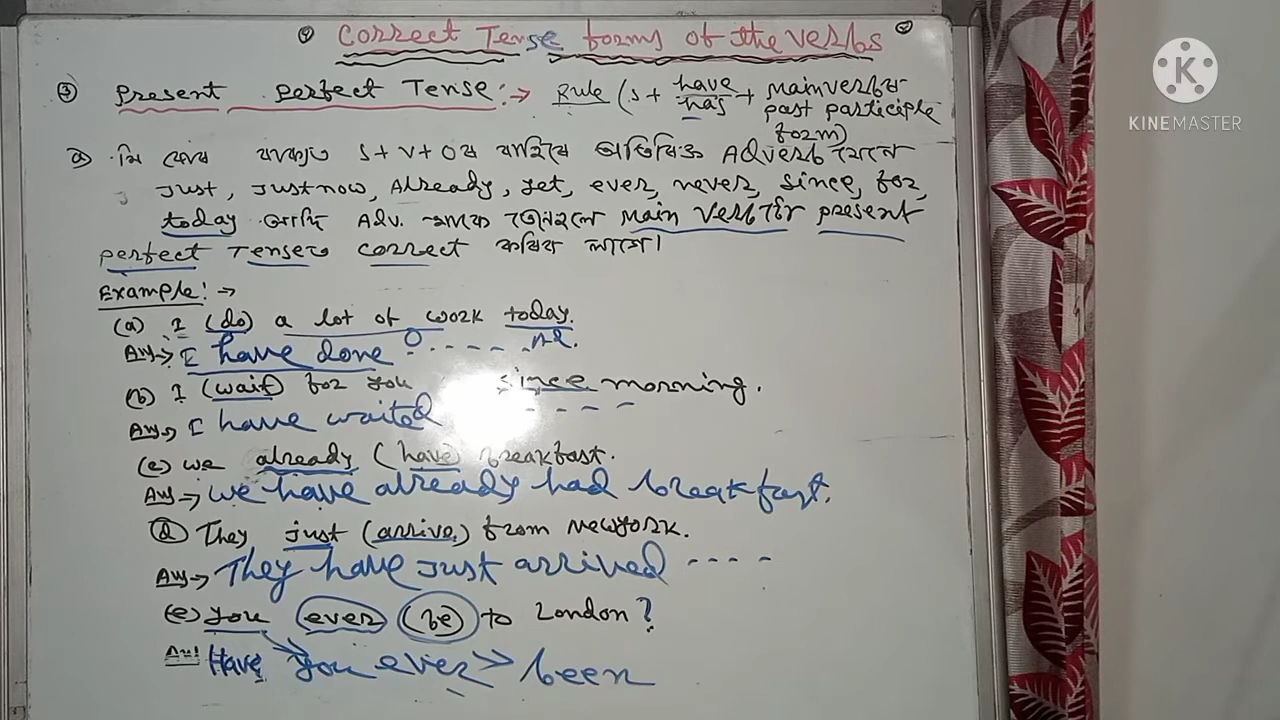 Correct Tense forms of the verbs
③ Present perfect Tense :→ Rule (S + have/has + mainverbৰ past participle form)
a) যি কোনো বাক্যত S + V + O ৰ বাহিৰে অতিৰিক্ত Adverb যেনে
Just, Just now, Already, yet, ever, never, since, for,
today আদি Adv. থাকে তেনেহলে main verb টোৰ present
perfect Tense ত correct কৰিব লাগে।
Example :→
(a) I (do) a lot of work today.
Ans→ I have done O ------ Ad.
(b) I (wait) for you since morning.
Ans→ I have waited ----
(c) we already (have) breakfast.
Ans→ we have already had breakfast.
(d) They just (arrive) from Newyork.
Ans→ They have just arrived ----
(e) you ever (be) to London?
Ans! Have you ever been
KINEMASTER